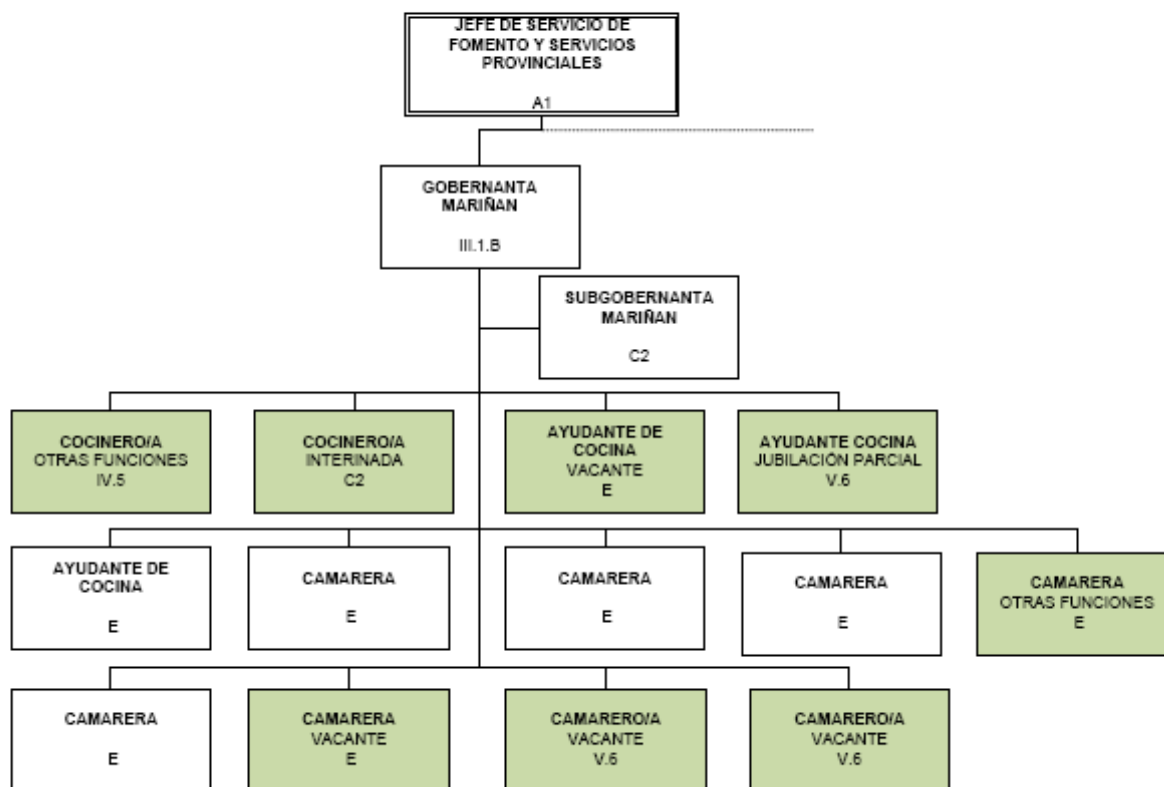 JEFE DE SERVICIO DE
FOMENTO Y SERVICIOS
PROVINCIALES
A1
GOBERNANTA
MARIÑAN
III.1.B
SUBGOBERNANTA
MARIÑAN
C2
COCINERO/A
OTRAS FUNCIONES
IV.5
COCINERO/A
INTERINADA
C2
AYUDANTE DE
COCINA
VACANTE
E
AYUDANTE COCINA
JUBILACIÓN PARCIAL
V.6
AYUDANTE DE
COCINA
E
CAMARERA
E
CAMARERA
E
CAMARERA
E
CAMARERA
OTRAS FUNCIONES
E
CAMARERA
E
CAMARERA
VACANTE
E
CAMARERO/A
VACANTE
V.6
CAMARERO/A
VACANTE
V.6